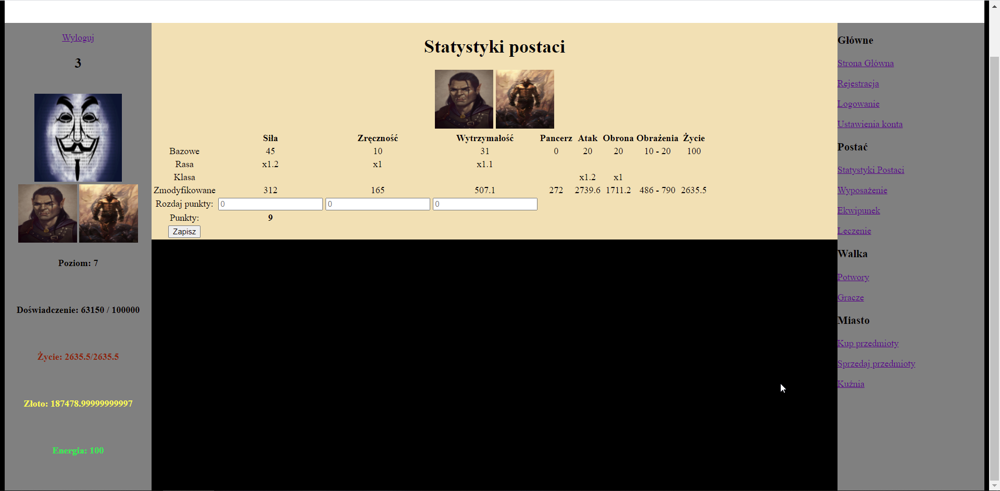 Wyloguj
3
Poziom: 7
Doświadczenie: 63150 / 100000
Życie: 2635.5/2635.5
Złoto: 187478.99999999997
Energia: 100
Statystyki postaci
Siła Zręczność Wytrzymałość Pancerz Atak Obrona Obrażenia Życie
Bazowe 45 10 31 0 20 20 10 - 20 100
Rasa x1.2 x1 x1.1
Klasa x1.2 x1
Zmodyfikowane 312 165 507.1 272 2739.6 1711.2 486 - 790 2635.5
Rozdaj punkty: 0 0 0
Punkty: 9
Zapisz
Główne
Strona Główna
Rejestracja
Logowanie
Ustawienia konta
Postać
Statystyki Postaci
Wyposażenie
Ekwipunek
Leczenie
Walka
Potwory
Gracze
Miasto
Kup przedmioty
Sprzedaj przedmioty
Kuźnia